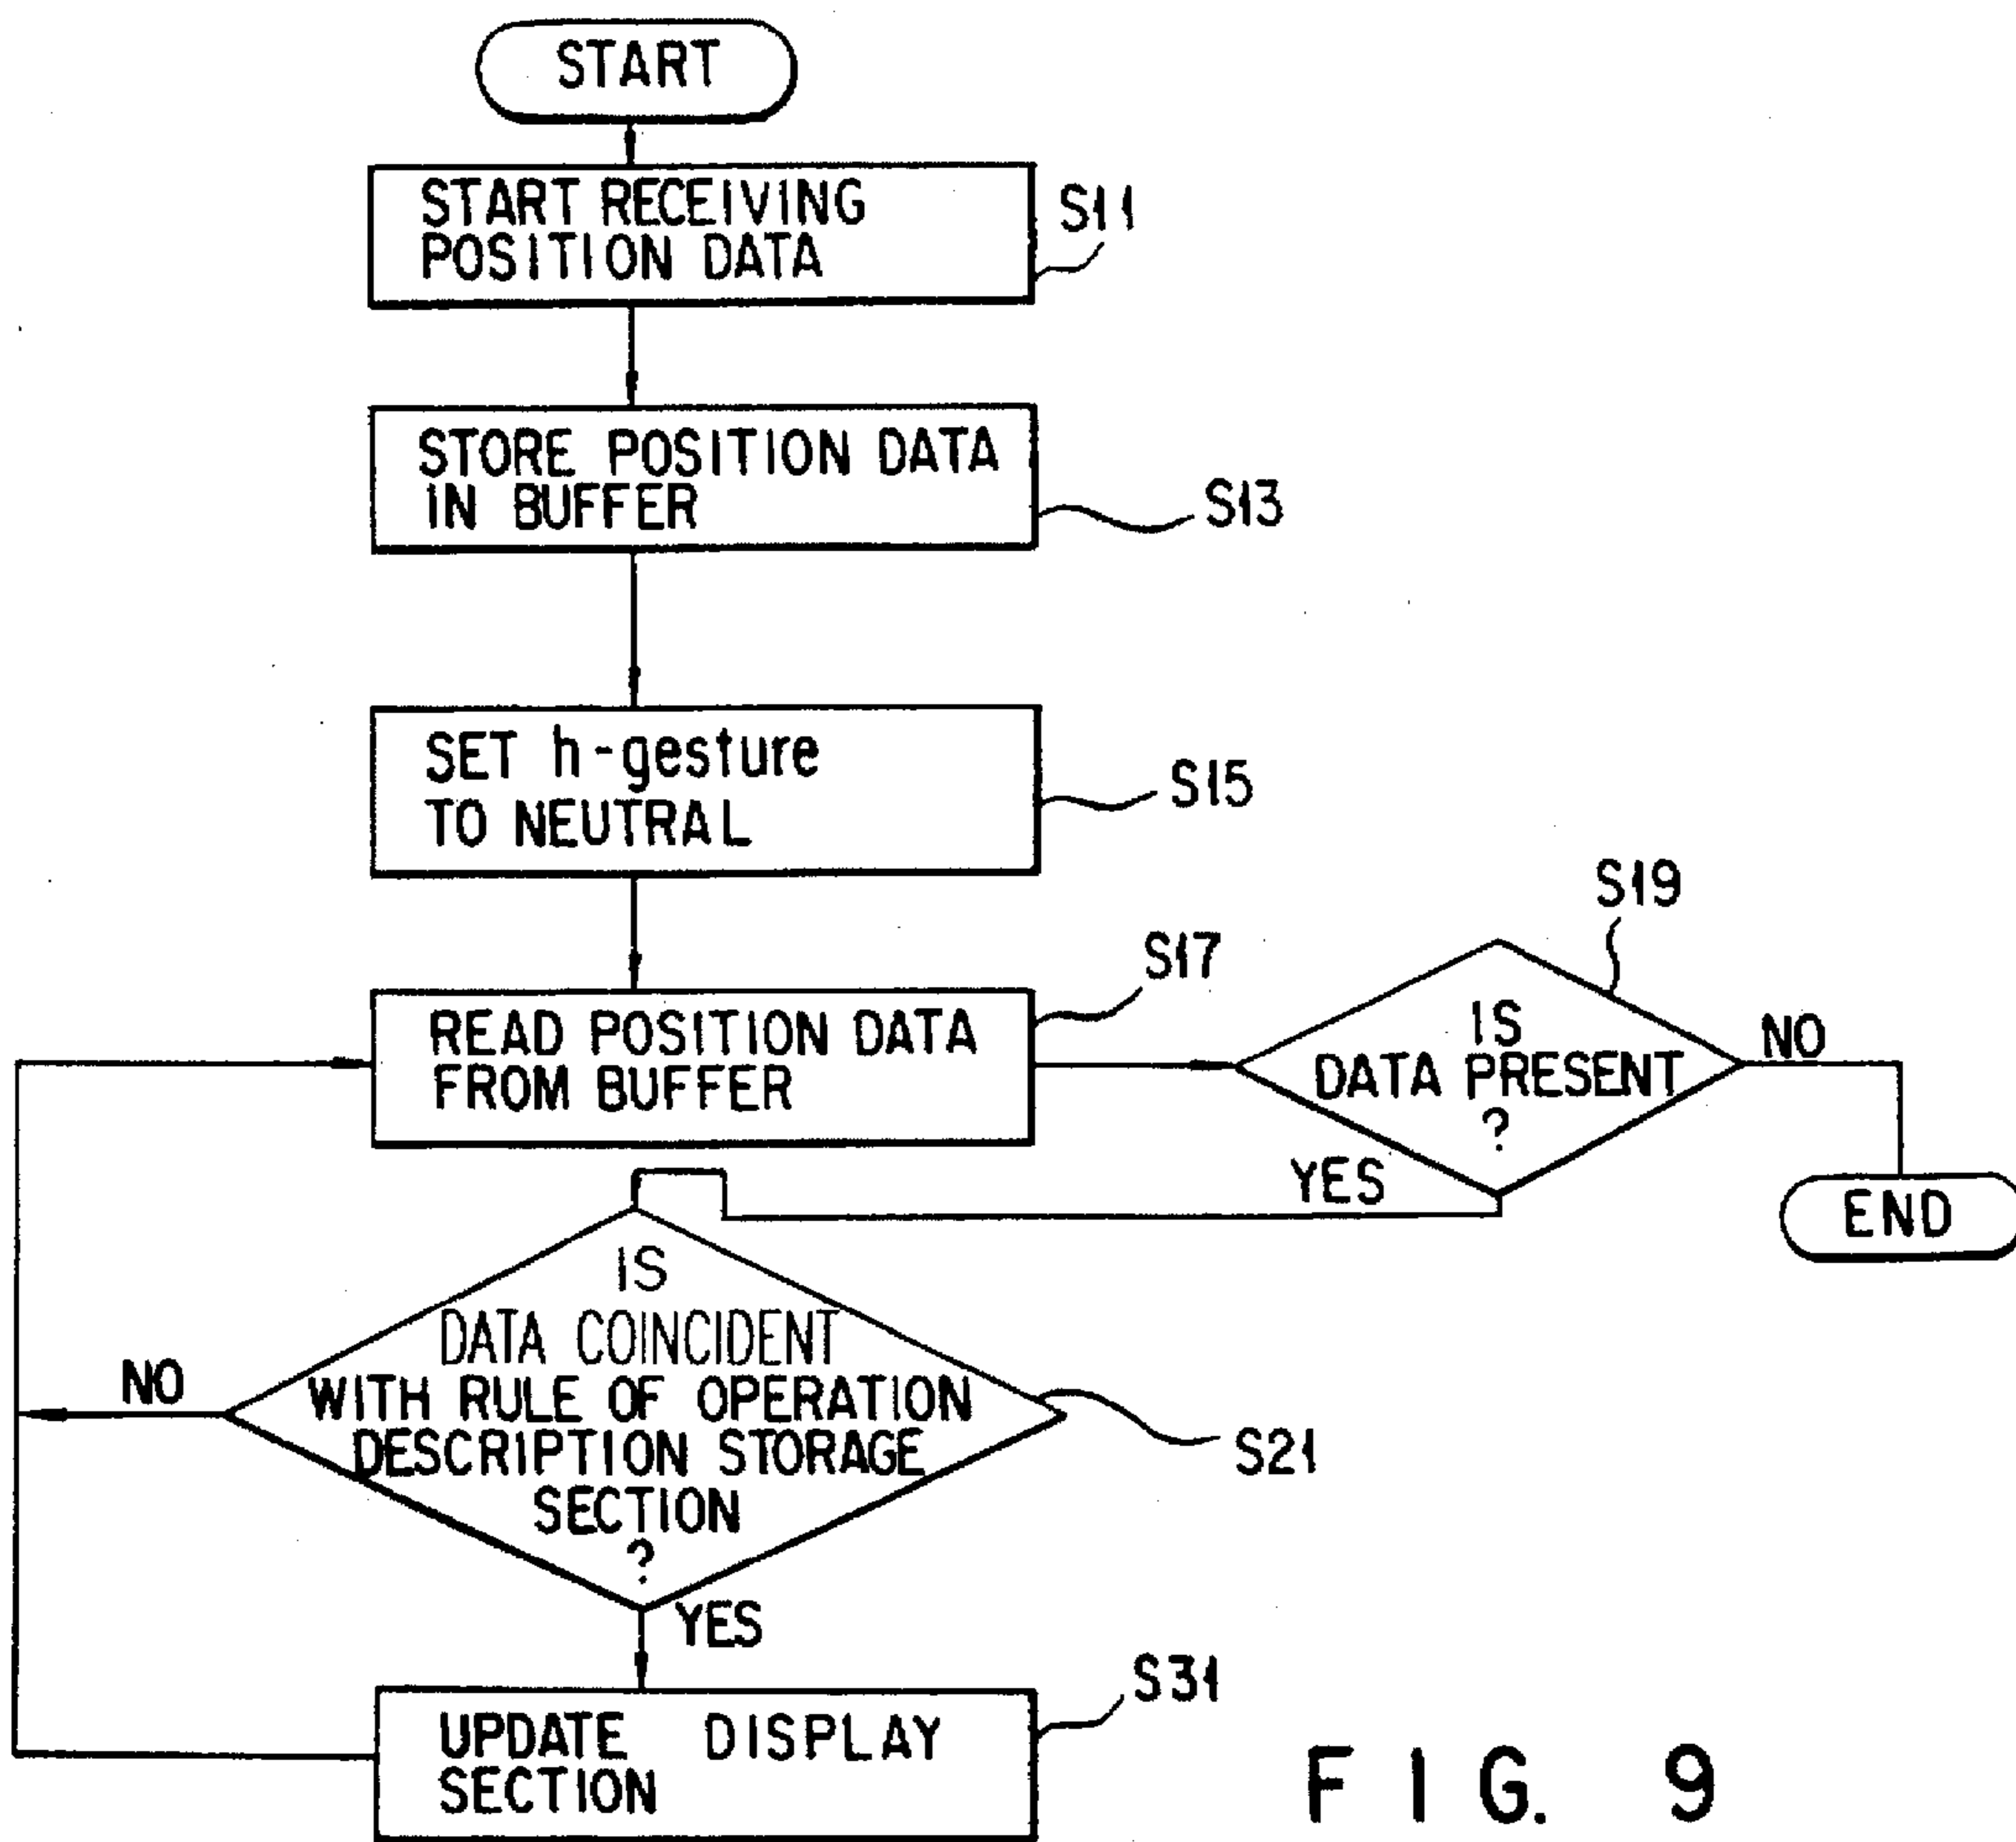 START
START RECEIVING
POSITION DATA
S11
STORE POSITION DATA
IN BUFFER
S13
SET h-gesture
TO NEUTRAL
S15
S17
READ POSITION DATA
FROM BUFFER
S19
IS
DATA PRESENT
?
NO
YES
END
IS
DATA COINCIDENT
WITH RULE OF OPERATION
DESCRIPTION STORAGE
SECTION
?
NO
S21
YES
S31
UPDATE DISPLAY
SECTION
FIG. 9